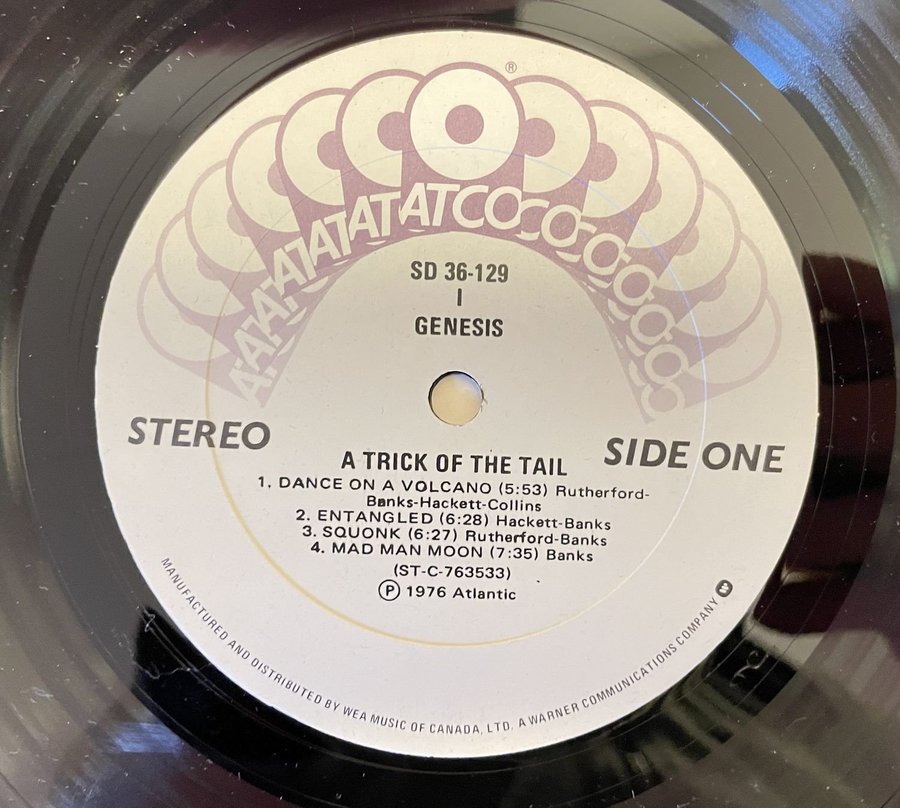 ®
ATCO
SD 36-129
I
GENESIS
STEREO
SIDE ONE
A TRICK OF THE TAIL
1. DANCE ON A VOLCANO (5:53) Rutherford-
Banks-Hackett-Collins
2. ENTANGLED (6:28) Hackett-Banks
3. SQUONK (6:27) Rutherford-Banks
4. MAD MAN MOON (7:35) Banks
(ST-C-763533)
Ⓟ 1976 Atlantic
MANUFACTURED AND DISTRIBUTED BY WEA MUSIC OF CANADA, LTD. A WARNER COMMUNICATIONS COMPANY